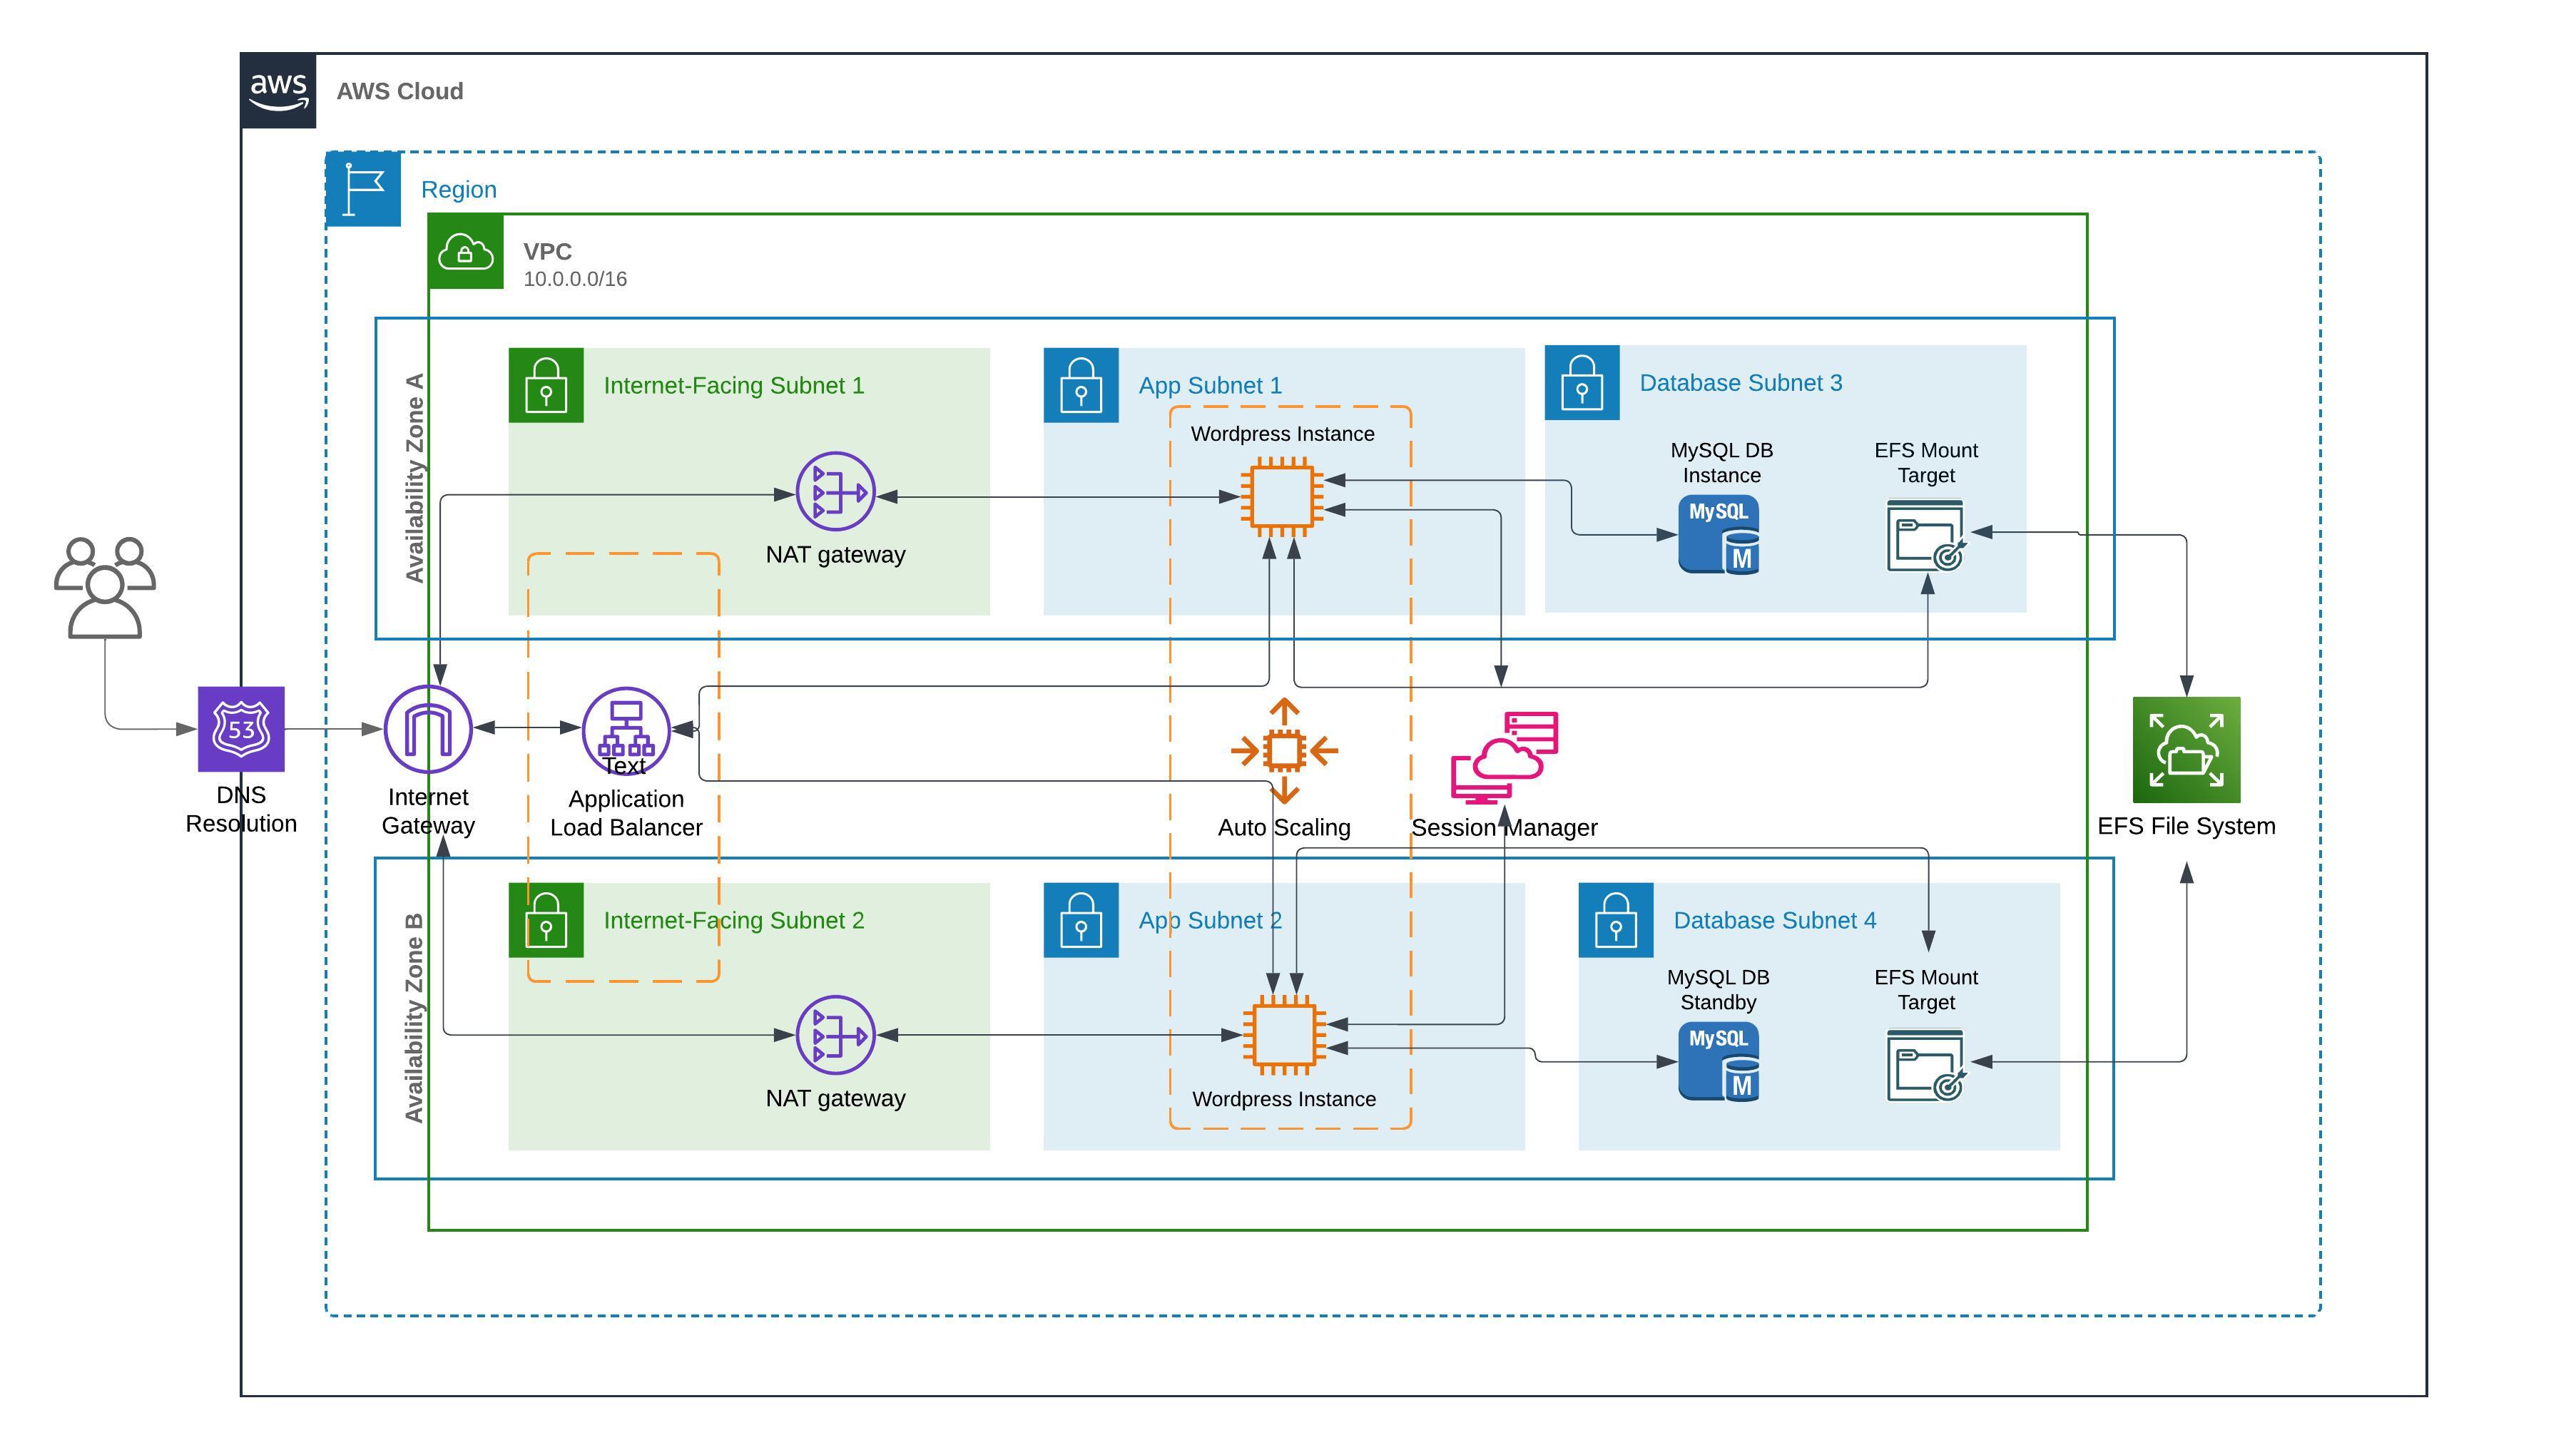 aws
AWS Cloud
Region
VPC
10.0.0.0/16
Availability Zone A
Internet-Facing Subnet 1
App Subnet 1
Database Subnet 3
Wordpress Instance
MySQL DB
Instance
EFS Mount
Target
MySQL
M
NAT gateway
53
DNS
Resolution
Internet
Gateway
Text
Application
Load Balancer
Auto Scaling
Session Manager
EFS File System
Availability Zone B
Internet-Facing Subnet 2
App Subnet 2
Database Subnet 4
MySQL DB
Standby
EFS Mount
Target
MySQL
M
NAT gateway
Wordpress Instance